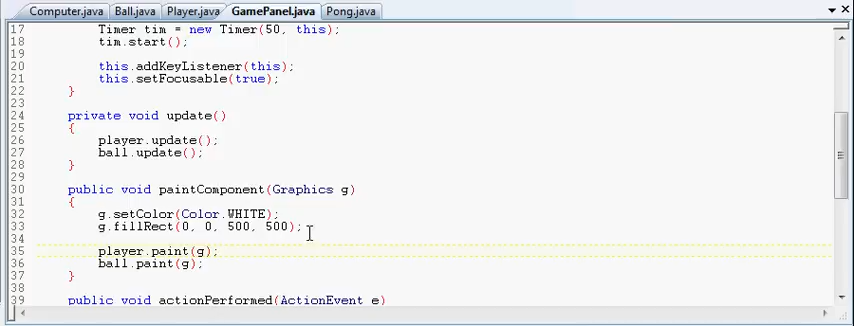 Computer.java Ball.java Player.java GamePanel.java Pong.java
17 Timer tim = new Timer(50, this);
18 tim.start();
19
20 this.addKeyListener(this);
21 this.setFocusable(true);
22 }
23
24 private void update()
25 {
26 player.update();
27 ball.update();
28 }
29
30 public void paintComponent(Graphics g)
31 {
32 g.setColor(Color.WHITE);
33 g.fillRect(0, 0, 500, 500);
34
35 player.paint(g);
36 ball.paint(g);
37 }
38
39 public void actionPerformed(ActionEvent e)